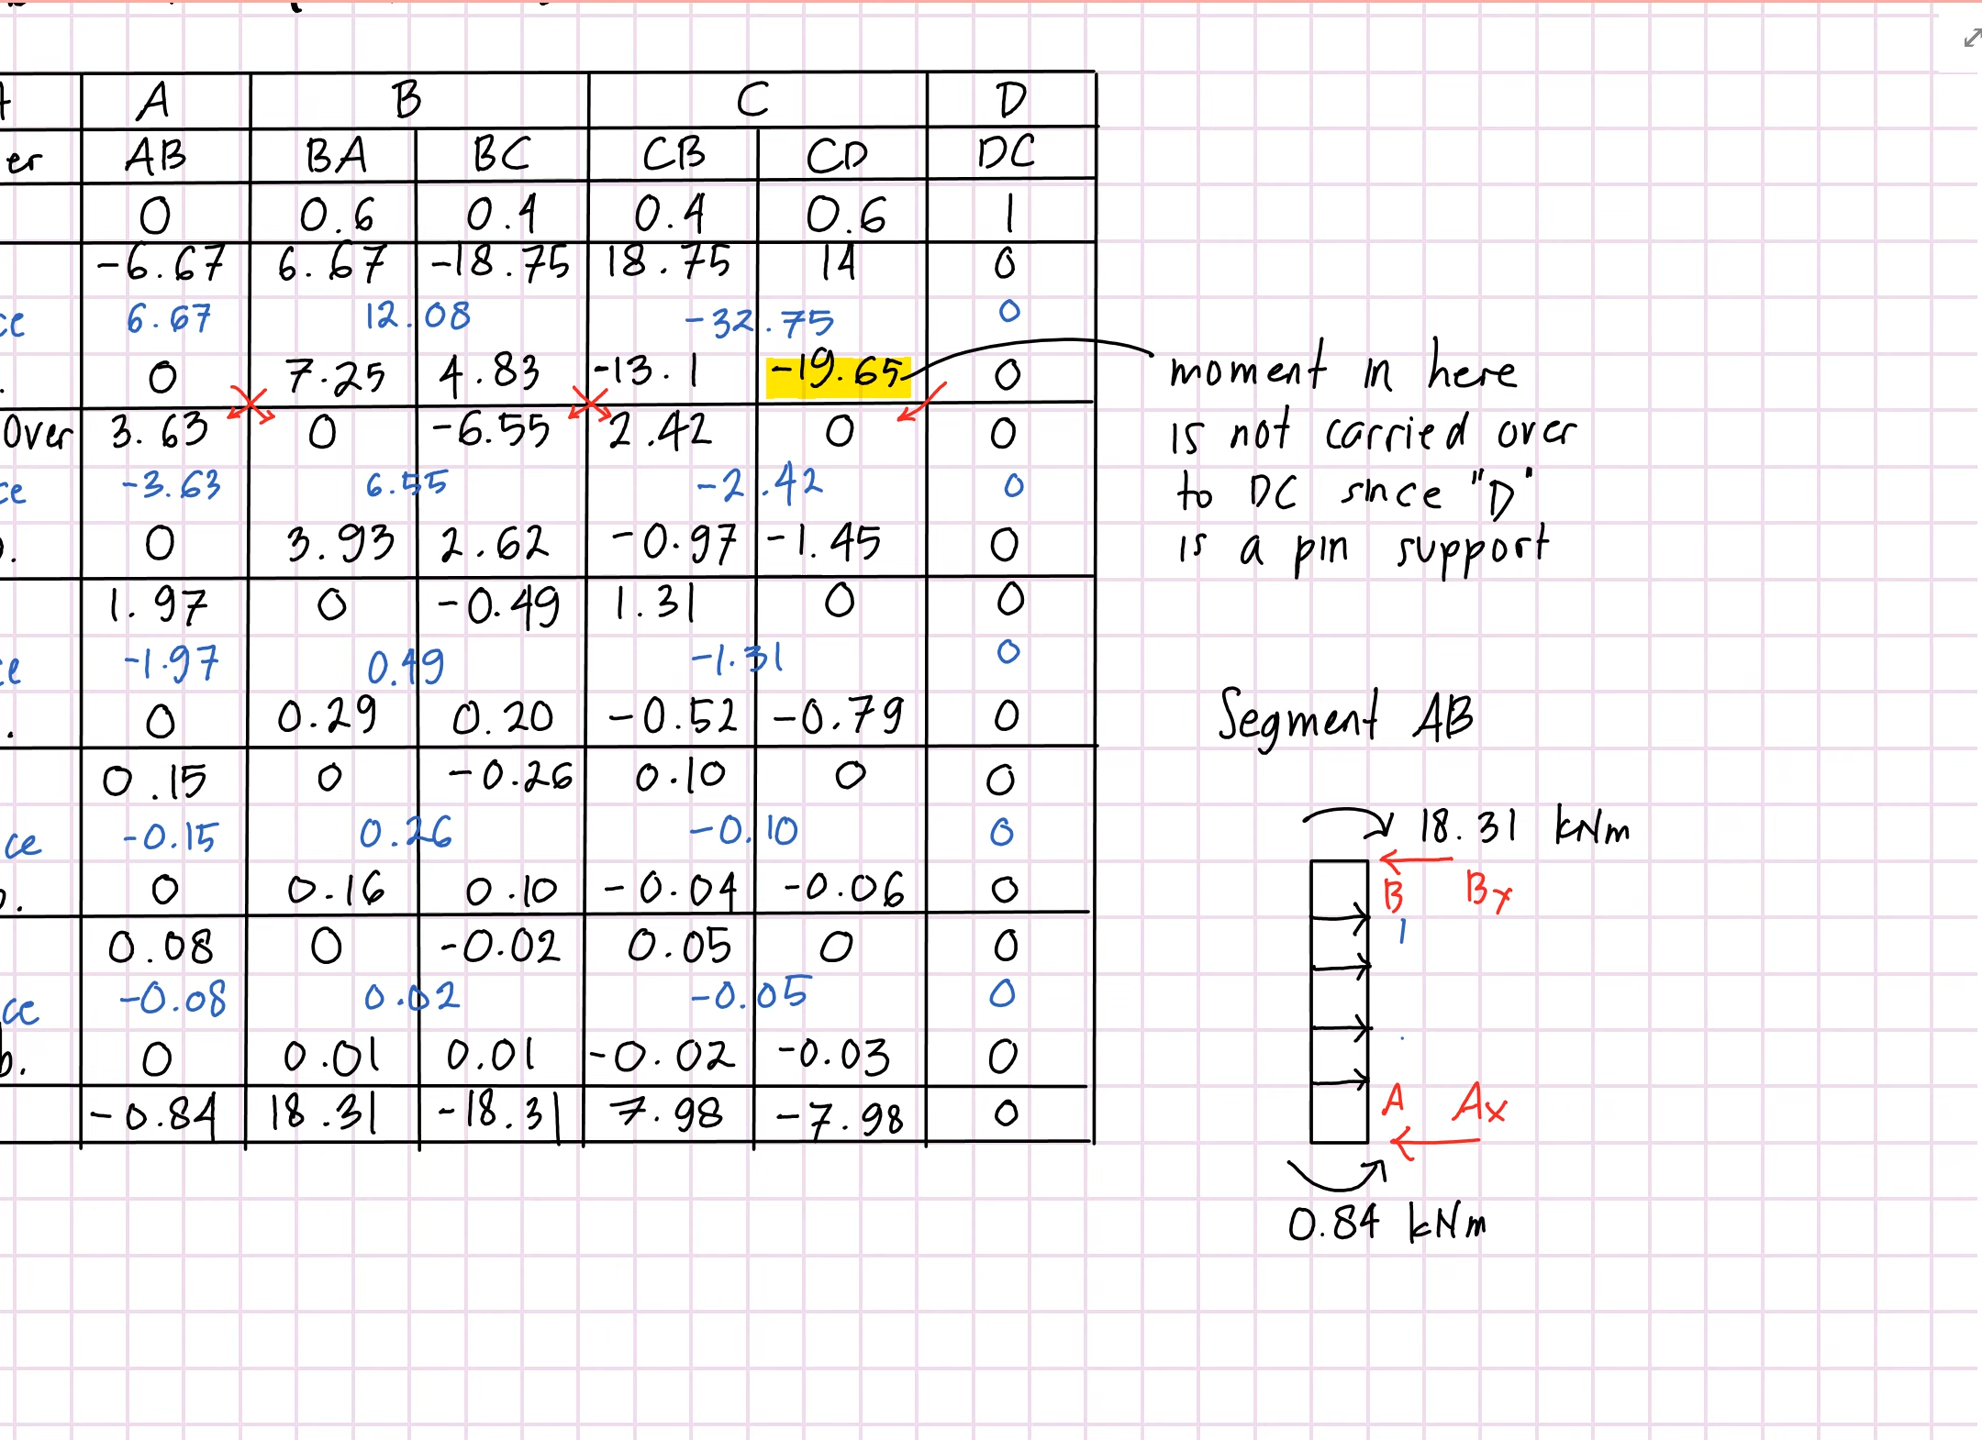 A B C D
er AB BA BC CB CD DC
0 0.6 0.4 0.4 0.6 1
-6.67 6.67 -18.75 18.75 14 0
ce 6.67 12.08 -32.75 0
. 0 7.25 4.83 -13.1 -19.65 0
Over 3.63 0 -6.55 2.42 0 0
ce -3.63 6.55 -2.42 0
. 0 3.93 2.62 -0.97 -1.45 0
1.97 0 -0.49 1.31 0 0
e -1.97 0.49 -1.31 0
. 0 0.29 0.20 -0.52 -0.79 0
0.15 0 -0.26 0.10 0 0
ce -0.15 0.26 -0.10 0
. 0 0.16 0.10 -0.04 -0.06 0
0.08 0 -0.02 0.05 0 0
ce -0.08 0.02 -0.05 0
b. 0 0.01 0.01 -0.02 -0.03 0
-0.84 18.31 -18.31 7.98 -7.98 0
moment in here
is not carried over
to DC since "D"
is a pin support
Segment AB
18.31 kNm
B Bx
A Ax
0.84 kNm